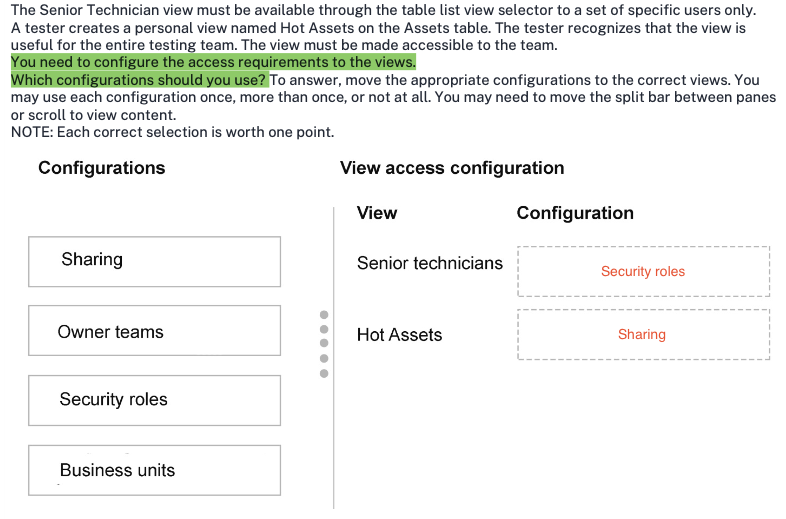 The Senior Technician view must be available through the table list view selector to a set of specific users only.
A tester creates a personal view named Hot Assets on the Assets table. The tester recognizes that the view is
useful for the entire testing team. The view must be made accessible to the team.
You need to configure the access requirements to the views.
Which configurations should you use? To answer, move the appropriate configurations to the correct views. You
may use each configuration once, more than once, or not at all. You may need to move the split bar between panes
or scroll to view content.
NOTE: Each correct selection is worth one point.
Configurations
View access configuration
View
Configuration
Sharing
Senior technicians
Security roles
Owner teams
Hot Assets
Sharing
Security roles
Business units